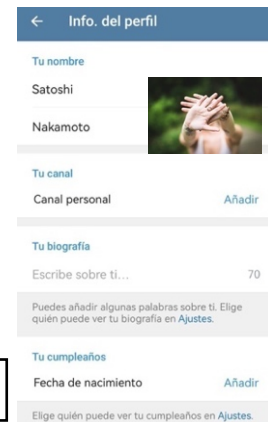 Info. del perfil
Tu nombre
Satoshi
Nakamoto
Tu canal
Canal personal Añadir
Tu biografía
Escribe sobre ti... 70
Puedes añadir algunas palabras sobre ti. Elige
quién puede ver tu biografía en Ajustes.
Tu cumpleaños
Fecha de nacimiento Añadir
Elige quién puede ver tu cumpleaños en Ajustes.